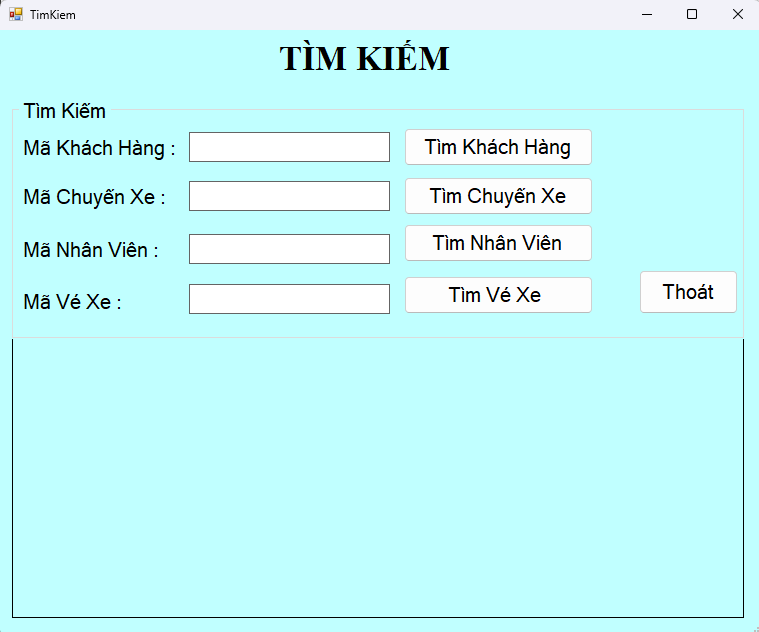 TimKiem
TÌM KIẾM
Tìm Kiếm
Mã Khách Hàng :
Tìm Khách Hàng
Mã Chuyến Xe :
Tìm Chuyến Xe
Mã Nhân Viên :
Tìm Nhân Viên
Mã Vé Xe :
Tìm Vé Xe
Thoát